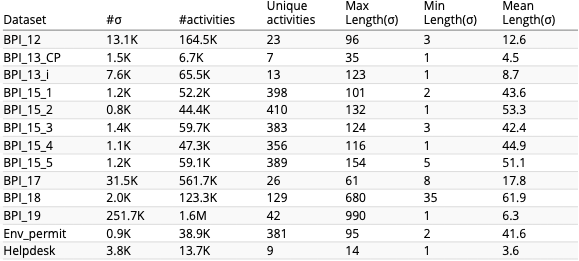 Dataset #σ #activities Unique activities Max Length(σ) Min Length(σ) Mean Length(σ)
BPI_12 13.1K 164.5K 23 96 3 12.6
BPI_13_CP 1.5K 6.7K 7 35 1 4.5
BPI_13_i 7.6K 65.5K 13 123 1 8.7
BPI_15_1 1.2K 52.2K 398 101 2 43.6
BPI_15_2 0.8K 44.4K 410 132 1 53.3
BPI_15_3 1.4K 59.7K 383 124 3 42.4
BPI_15_4 1.1K 47.3K 356 116 1 44.9
BPI_15_5 1.2K 59.1K 389 154 5 51.1
BPI_17 31.5K 561.7K 26 61 8 17.8
BPI_18 2.0K 123.3K 129 680 35 61.9
BPI_19 251.7K 1.6M 42 990 1 6.3
Env_permit 0.9K 38.9K 381 95 2 41.6
Helpdesk 3.8K 13.7K 9 14 1 3.6